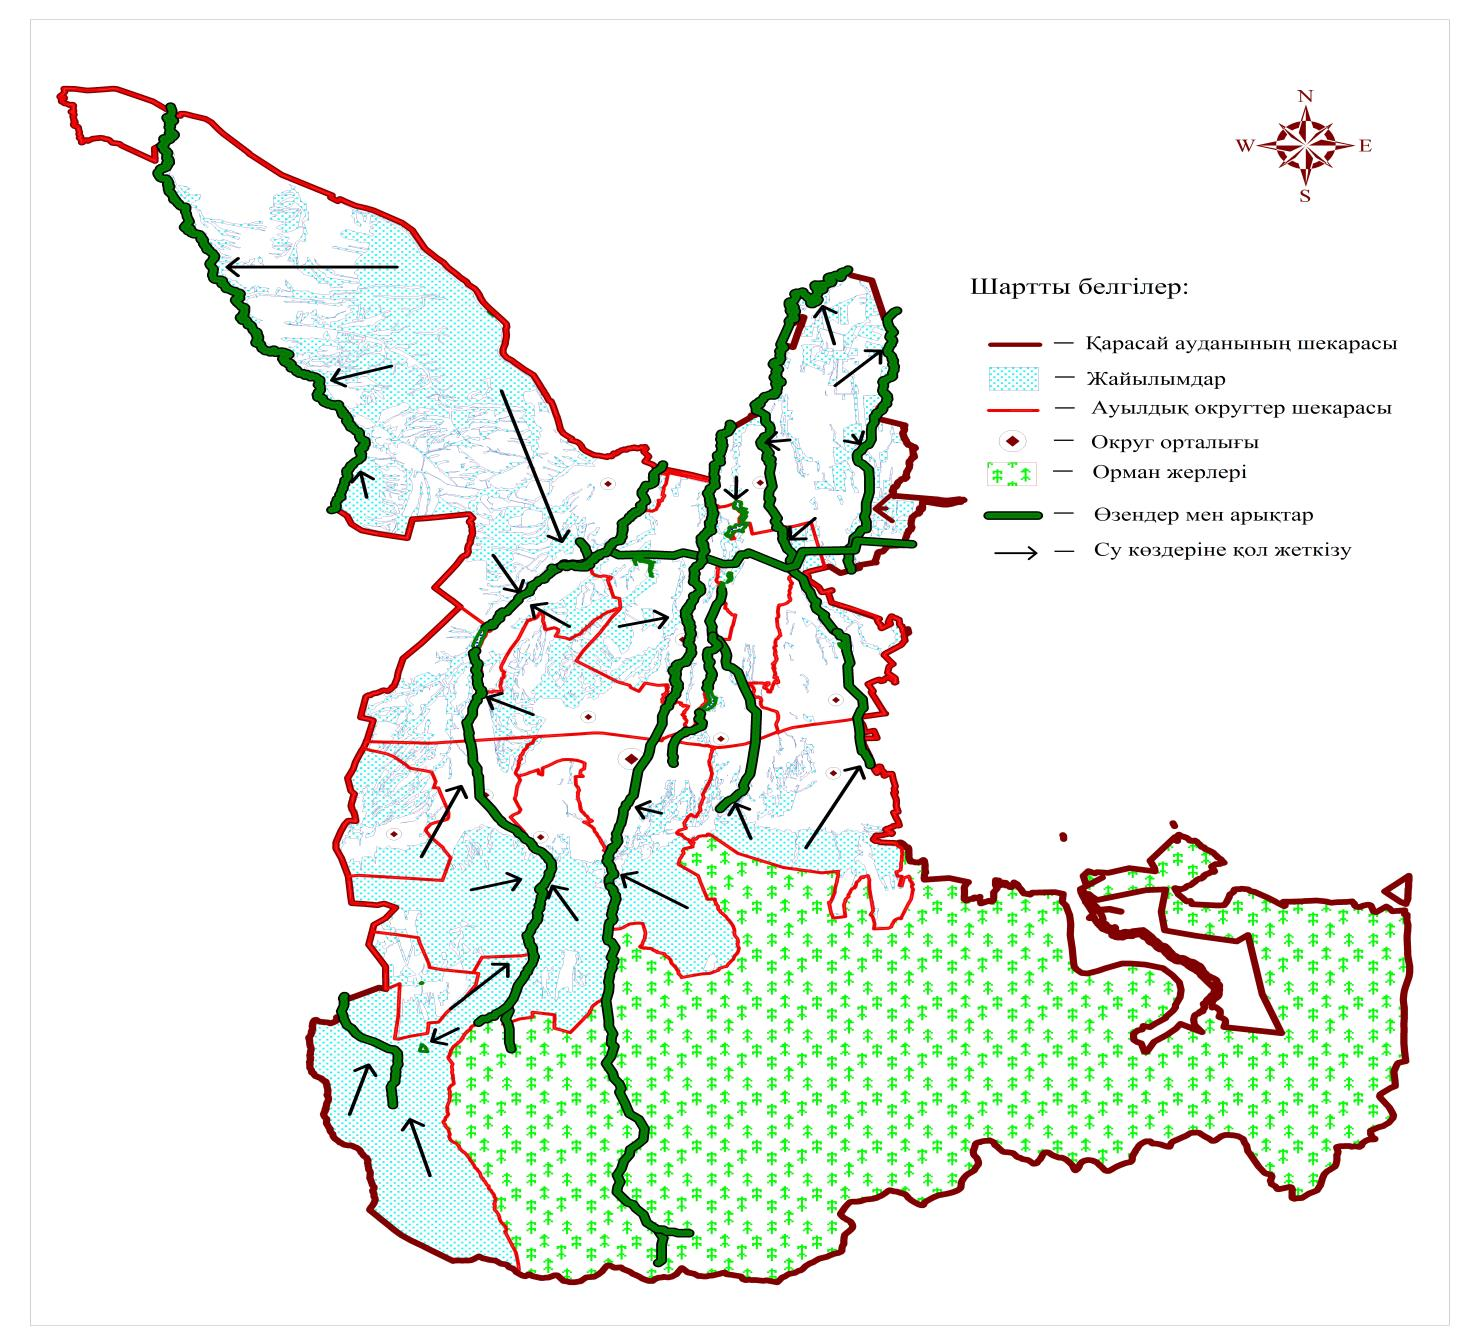 N
W E
S
Шартты белгілер:
Қарасай ауданының шекарасы
Жайылымдар
Ауылдық округтер шекарасы
Округ орталығы
Орман жерлері
Өзендер мен арықтар
Су көздеріне қол жеткізу